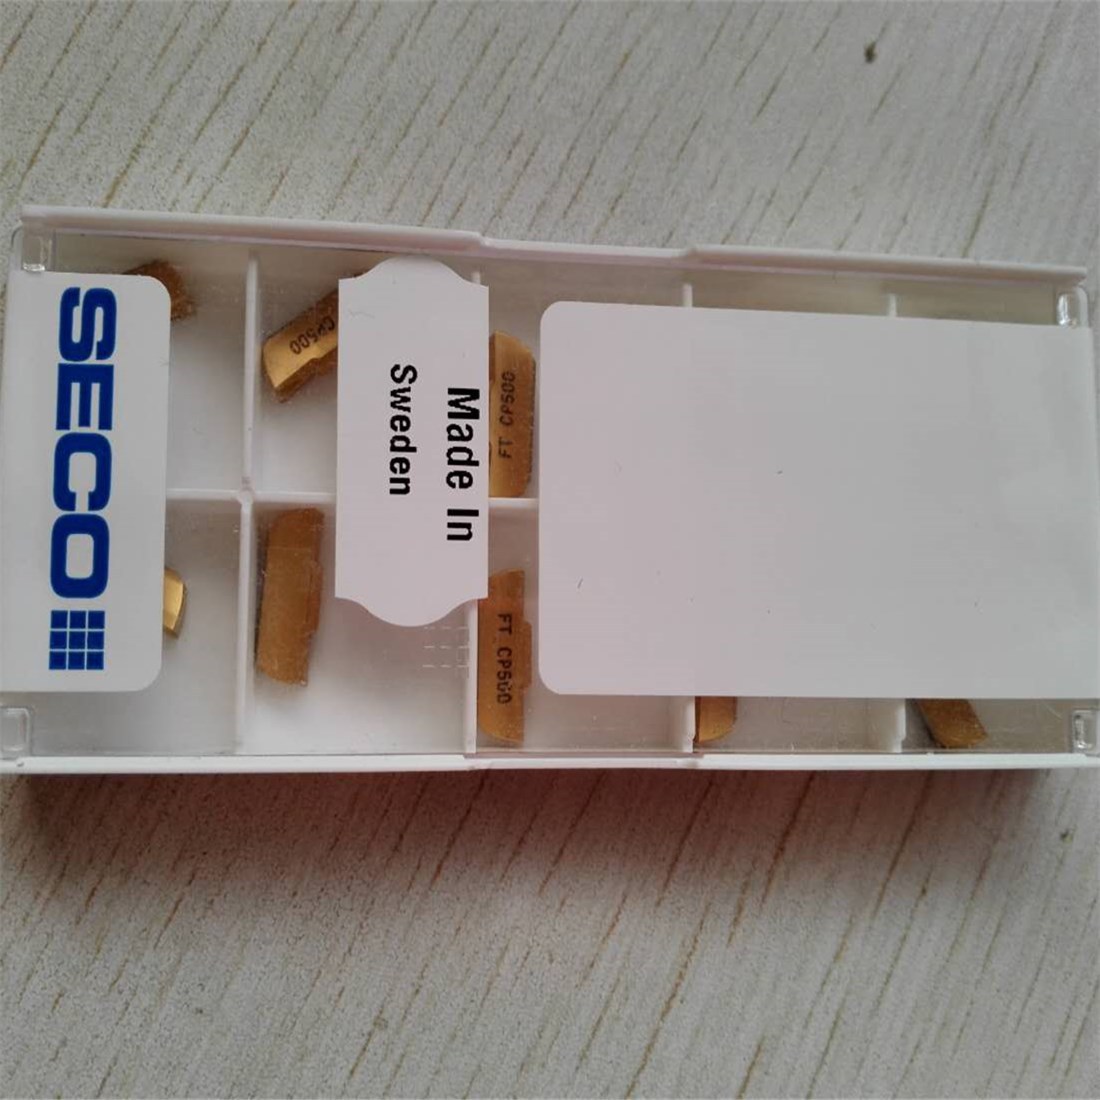 SECO
CP500
Made In
Sweden
FT CP500
FT CP500